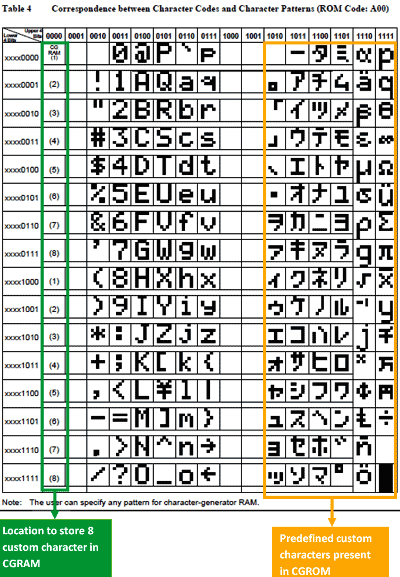 Table 4 Correspondence between Character Codes and Character Patterns (ROM Code: A00)
Lower 4 Bits Upper 4 Bits 0000 0001 0010 0011 0100 0101 0110 0111 1000 1001 1010 1011 1100 1101 1110 1111
xxxx0000 CG RAM (1) 0 @ P ` p ー タ ミ α p
xxxx0001 (2) ! 1 A Q a q 。 ア チ ム ä q
xxxx0010 (3) " 2 B R b r 「 イ ツ メ β θ
xxxx0011 (4) # 3 C S c s 」 ウ テ モ ε ∞
xxxx0100 (5) $ 4 D T d t 、 エ ト ヤ μ Ω
xxxx0101 (6) % 5 E U e u ・ オ ナ ユ σ ü
xxxx0110 (7) & 6 F V f v ヲ カ ニ ヨ ρ Σ
xxxx0111 (8) ' 7 G W g w ァ キ ヌ ラ g π
xxxx1000 (1) ( 8 H X h x ィ ク ネ リ √ x̄
xxxx1001 (2) ) 9 I Y i y ゥ ケ ノ ル ⁻¹ y
xxxx1010 (3) * : J Z j z ェ コ ハ レ j 千
xxxx1011 (4) + ; K [ k { ォ サ ヒ ロ ˣ 万
xxxx1100 (5) , < L ¥ l | ャ シ フ ワ ¢ 円
xxxx1101 (6) - = M ] m } ュ ス ヘ ン ŧ ÷
xxxx1110 (7) . > N ^ n → ョ セ ホ ゛ ñ
xxxx1111 (8) / ? O _ o ← ッ ソ マ ゜ ö █
Note: The user can specify any pattern for character-generator RAM.
Location to store 8
custom character in
CGRAM
Predefined custom
characters present
in CGROM